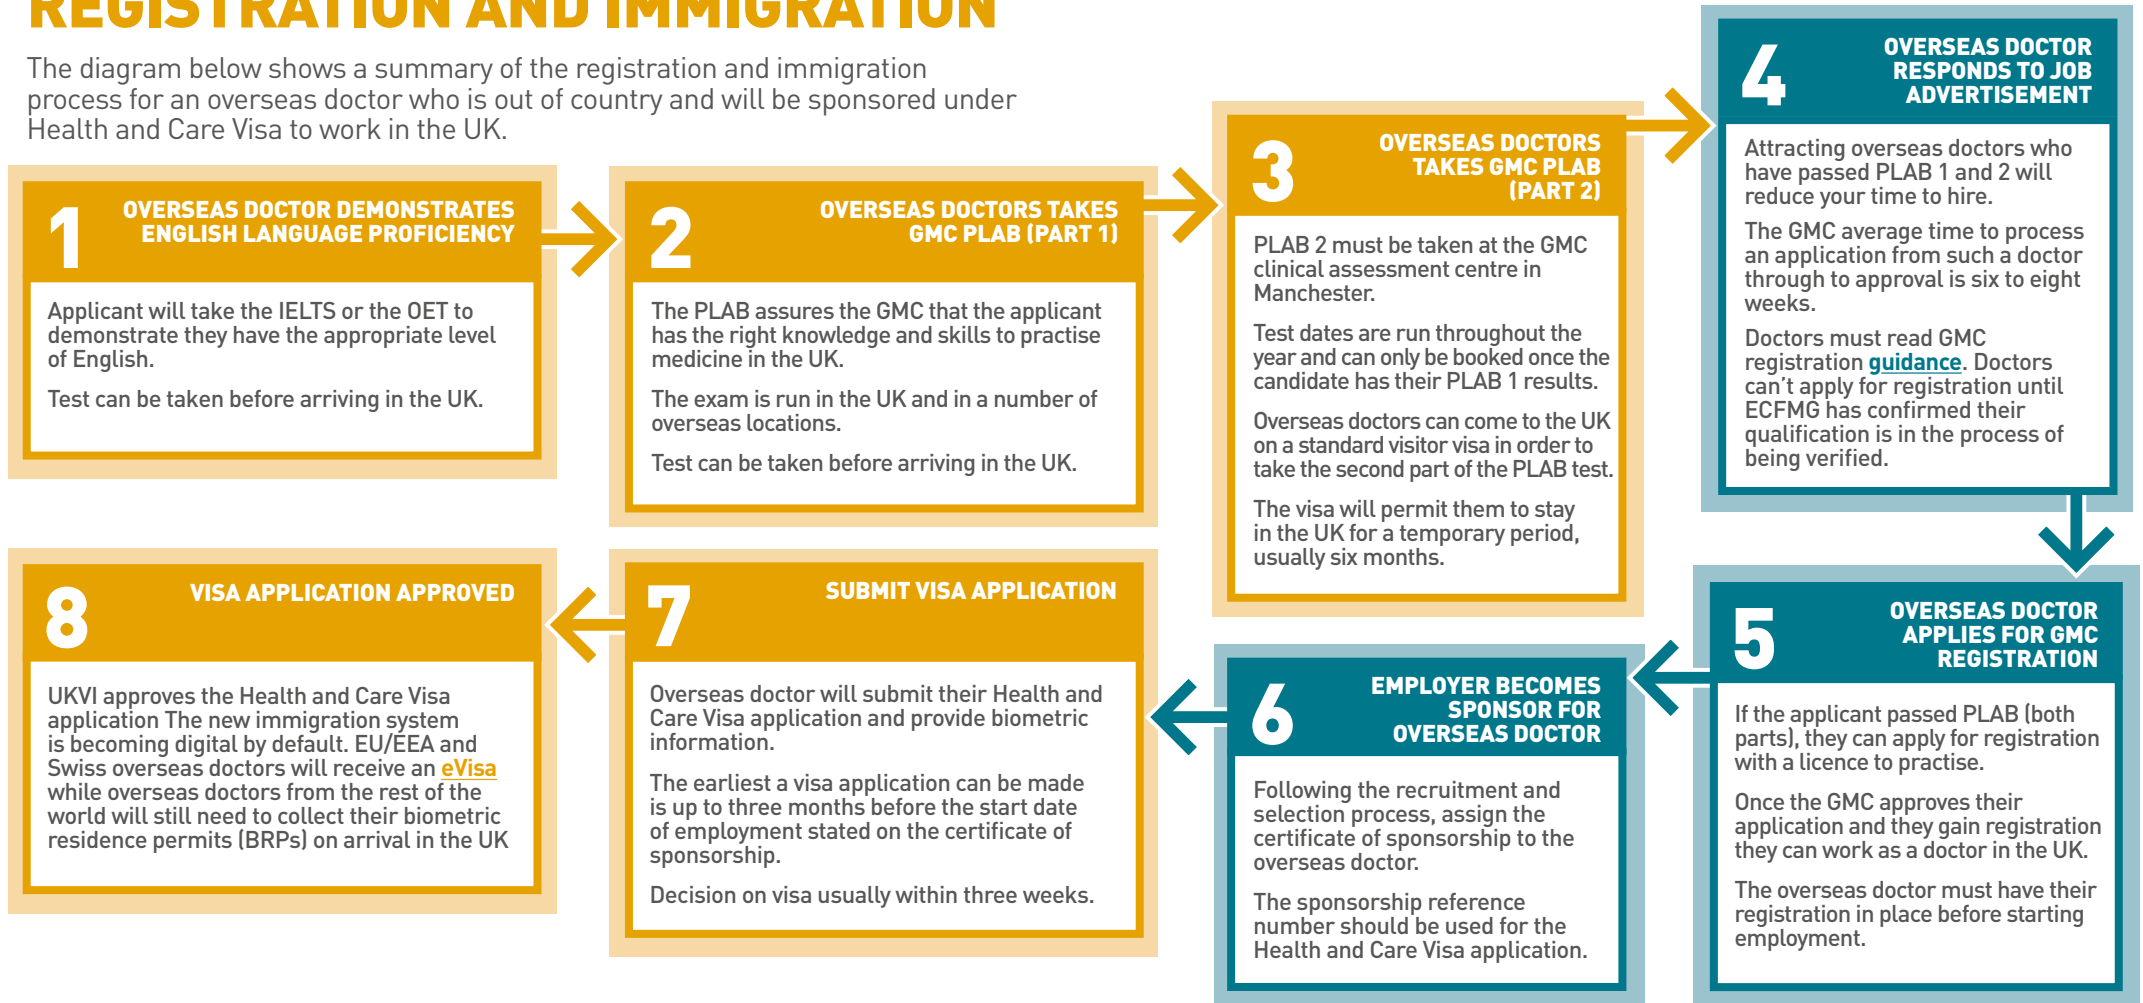 REGISTRATION AND IMMIGRATION
The diagram below shows a summary of the registration and immigration
process for an overseas doctor who is out of country and will be sponsored under
Health and Care Visa to work in the UK.
1
OVERSEAS DOCTOR DEMONSTRATES
ENGLISH LANGUAGE PROFICIENCY
Applicant will take the IELTS or the OET to
demonstrate they have the appropriate level
of English.
Test can be taken before arriving in the UK.
2
OVERSEAS DOCTORS TAKES
GMC PLAB (PART 1)
The PLAB assures the GMC that the applicant
has the right knowledge and skills to practise
medicine in the UK.
The exam is run in the UK and in a number of
overseas locations.
Test can be taken before arriving in the UK.
3
OVERSEAS DOCTORS
TAKES GMC PLAB
(PART 2)
PLAB 2 must be taken at the GMC
clinical assessment centre in
Manchester.
Test dates are run throughout the
year and can only be booked once the
candidate has their PLAB 1 results.
Overseas doctors can come to the UK
on a standard visitor visa in order to
take the second part of the PLAB test.
The visa will permit them to stay
in the UK for a temporary period,
usually six months.
4
OVERSEAS DOCTOR
RESPONDS TO JOB
ADVERTISEMENT
Attracting overseas doctors who
have passed PLAB 1 and 2 will
reduce your time to hire.
The GMC average time to process
an application from such a doctor
through to approval is six to eight
weeks.
Doctors must read GMC
registration guidance. Doctors
can't apply for registration until
ECFMG has confirmed their
qualification is in the process of
being verified.
5
OVERSEAS DOCTOR
APPLIES FOR GMC
REGISTRATION
If the applicant passed PLAB (both
parts), they can apply for registration
with a licence to practise.
Once the GMC approves their
application and they gain registration
they can work as a doctor in the UK.
The overseas doctor must have their
registration in place before starting
employment.
6
EMPLOYER BECOMES
SPONSOR FOR
OVERSEAS DOCTOR
Following the recruitment and
selection process, assign the
certificate of sponsorship to the
overseas doctor.
The sponsorship reference
number should be used for the
Health and Care Visa application.
7
SUBMIT VISA APPLICATION
Overseas doctor will submit their Health and
Care Visa application and provide biometric
information.
The earliest a visa application can be made
is up to three months before the start date
of employment stated on the certificate of
sponsorship.
Decision on visa usually within three weeks.
8
VISA APPLICATION APPROVED
UKVI approves the Health and Care Visa
application The new immigration system
is becoming digital by default. EU/EEA and
Swiss overseas doctors will receive an eVisa
while overseas doctors from the rest of the
world will still need to collect their biometric
residence permits (BRPs) on arrival in the UK